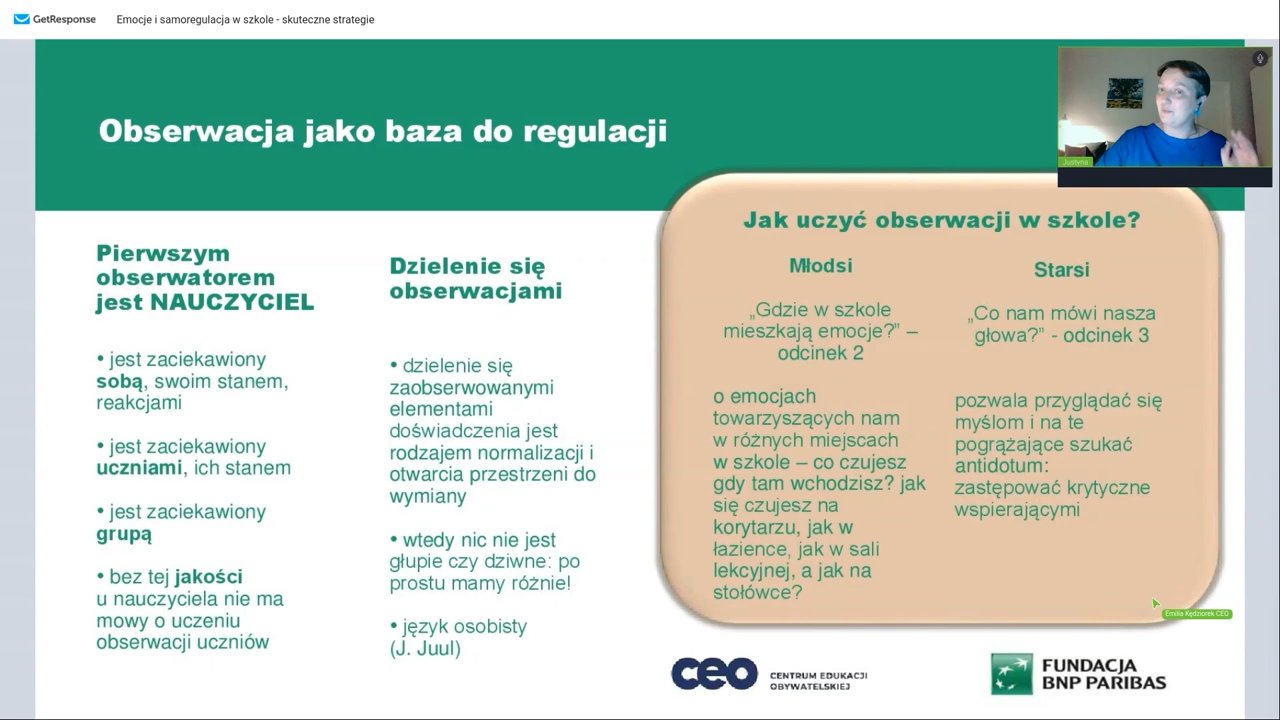 GetResponse
Emocje i samoregulacja w szkole - skuteczne strategie
Justyna
Obserwacja jako baza do regulacji
Pierwszym
obserwatorem
jest NAUCZYCIEL
• jest zaciekawiony
sobą, swoim stanem,
reakcjami
• jest zaciekawiony
uczniami, ich stanem
• jest zaciekawiony
grupą
• bez tej jakości
u nauczyciela nie ma
mowy o uczeniu
obserwacji uczniów
Dzielenie się
obserwacjami
• dzielenie się
zaobserwowanymi
elementami
doświadczenia jest
rodzajem normalizacji i
otwarcia przestrzeni do
wymiany
• wtedy nic nie jest
głupie czy dziwne: po
prostu mamy różnie!
• język osobisty
(J. Juul)
Jak uczyć obserwacji w szkole?
Młodsi
„Gdzie w szkole
mieszkają emocje?” –
odcinek 2
o emocjach
towarzyszących nam
w różnych miejscach
w szkole – co czujesz
gdy tam wchodzisz? jak
się czujesz na
korytarzu, jak w
łazience, jak w sali
lekcyjnej, a jak na
stołówce?
Starsi
„Co nam mówi nasza
głowa?” - odcinek 3
pozwala przyglądać się
myślom i na te
pogrążające szukać
antidotum:
zastępować krytyczne
wspierającymi
Emilia Kędziorek CEO
ceo
CENTRUM EDUKACJI
OBYWATELSKIEJ
FUNDACJA
BNP PARIBAS